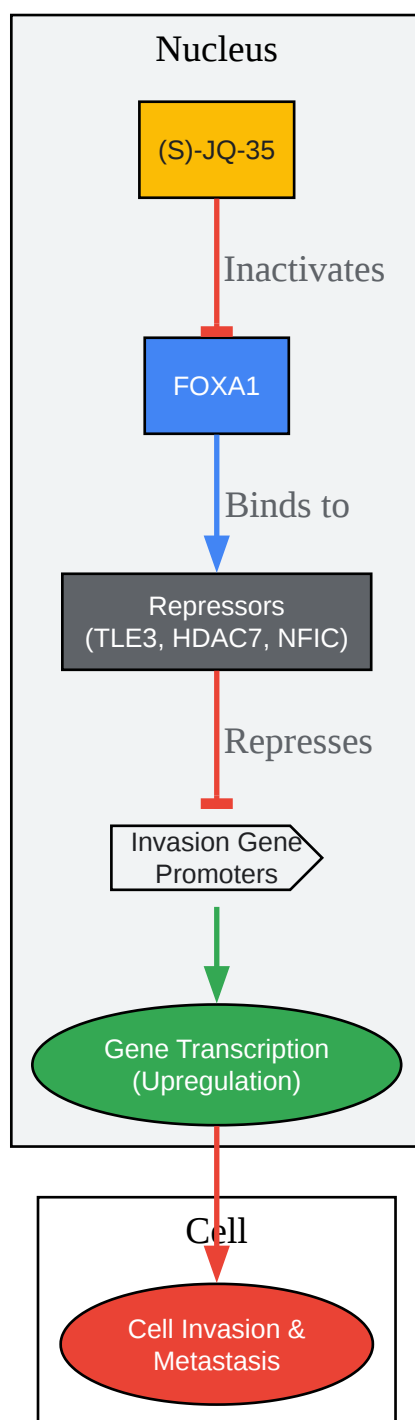 Nucleus
(S)-JQ-35
Inactivates
FOXA1
Binds to
Repressors
(TLE3, HDAC7, NFIC)
Represses
Invasion Gene
Promoters
Gene Transcription
(Upregulation)
Cell
Cell Invasion &
Metastasis